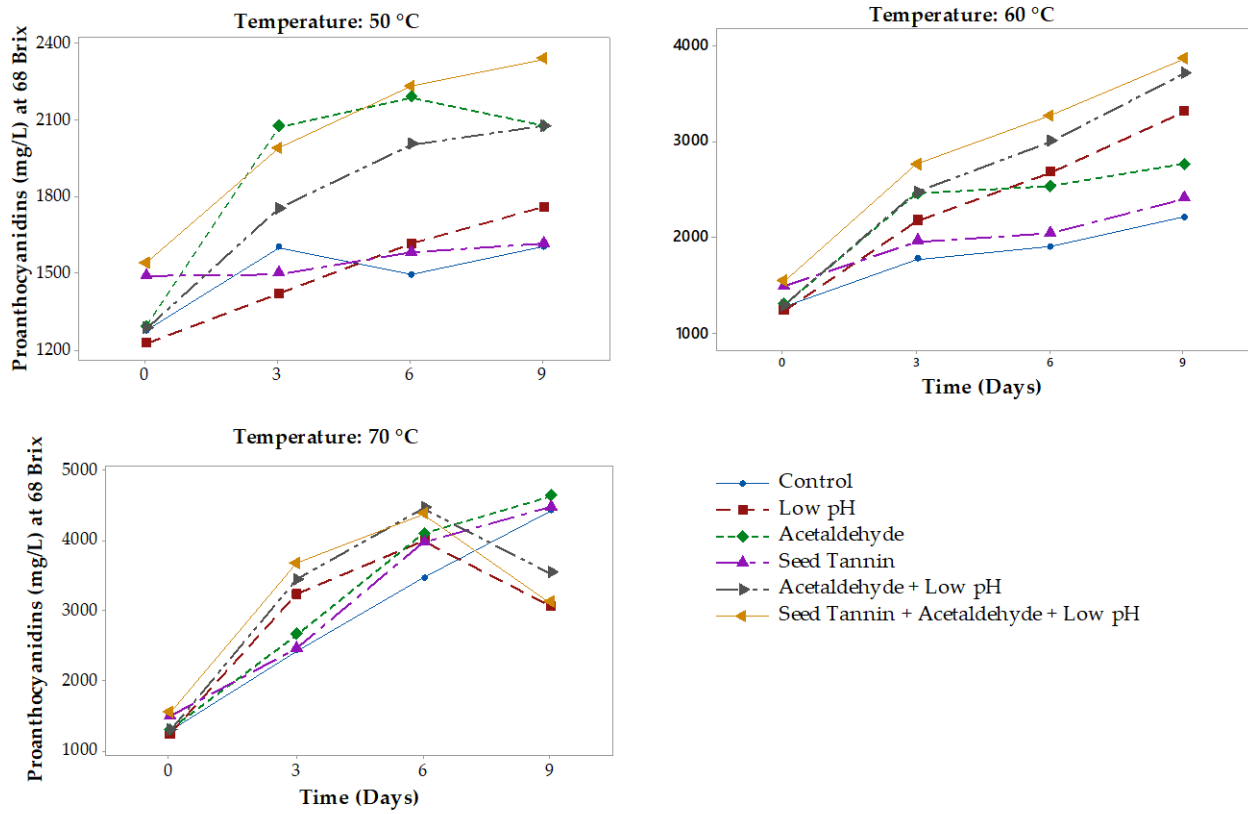 Temperature: 50 °C
Proanthocyanidins (mg/L) at 68 Brix
2400
2100
1800
1500
1200
0 3 6 9
Temperature: 60 °C
4000
3000
2000
1000
0 3 6 9
Time (Days)
Temperature: 70 °C
Proanthocyanidins (mg/L) at 68 Brix
5000
4000
3000
2000
1000
0 3 6 9
Time (Days)
Control
Low pH
Acetaldehyde
Seed Tannin
Acetaldehyde + Low pH
Seed Tannin + Acetaldehyde + Low pH